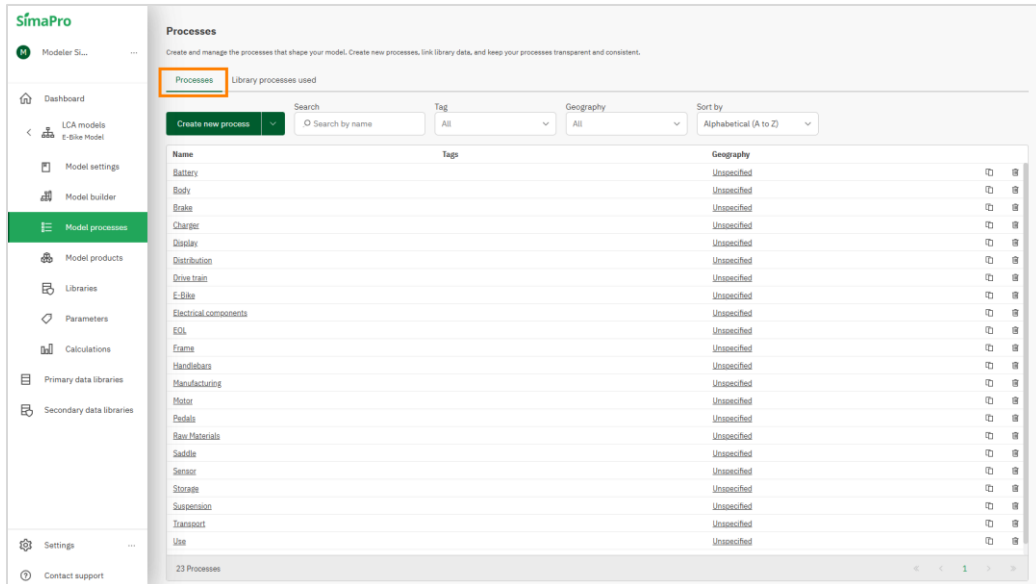 SimaPro
M Modeler Si... ...
Dashboard
LCA models
E-Bike Model
Model settings
Model builder
Model processes
Model products
Libraries
Parameters
Calculations
Primary data libraries
Secondary data libraries
Settings ...
Contact support
Processes
Create and manage the processes that shape your model. Create new processes, link library data, and keep your processes transparent and consistent.
Processes Library processes used
Search Tag Geography Sort by
Create new process Search by name All All Alphabetical (A to Z)
Name Tags Geography
Battery Unspecified
Body Unspecified
Brake Unspecified
Charger Unspecified
Display Unspecified
Distribution Unspecified
Drive train Unspecified
E-Bike Unspecified
Electrical components Unspecified
EOL Unspecified
Frame Unspecified
Handlebars Unspecified
Manufacturing Unspecified
Motor Unspecified
Pedals Unspecified
Raw Materials Unspecified
Saddle Unspecified
Sensor Unspecified
Storage Unspecified
Suspension Unspecified
Transport Unspecified
Use Unspecified
23 Processes « < 1 > »